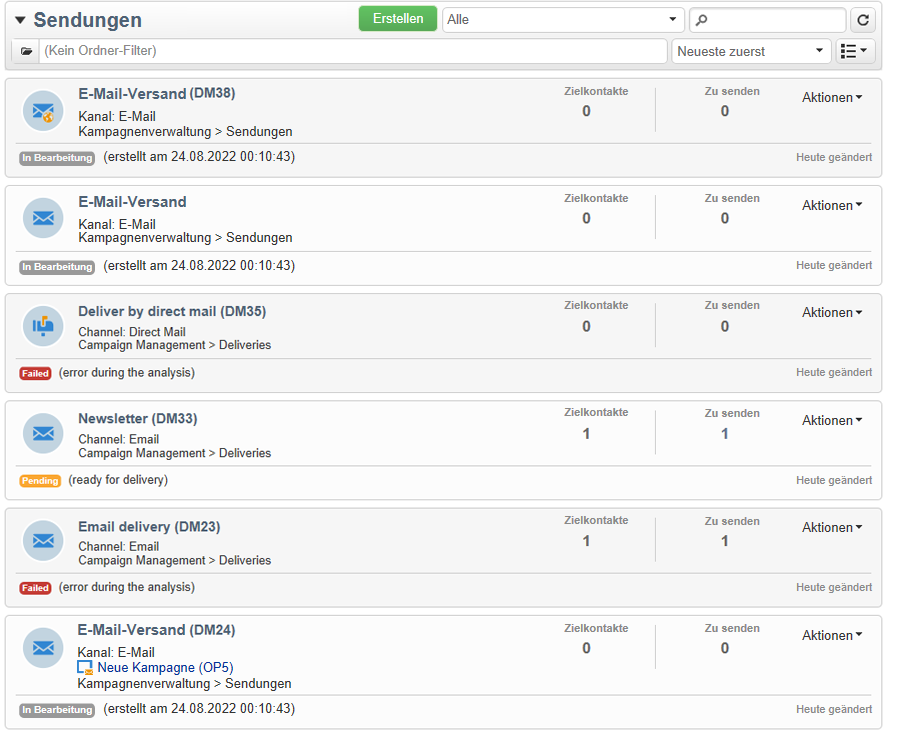 Sendungen
Erstellen
Alle
(Kein Ordner-Filter)
Neueste zuerst
E-Mail-Versand (DM38)
Kanal: E-Mail
Kampagnenverwaltung > Sendungen
Zielkontakte
0
Zu senden
0
Aktionen
In Bearbeitung (erstellt am 24.08.2022 00:10:43)
Heute geändert
E-Mail-Versand
Kanal: E-Mail
Kampagnenverwaltung > Sendungen
Zielkontakte
0
Zu senden
0
Aktionen
In Bearbeitung (erstellt am 24.08.2022 00:10:43)
Heute geändert
Deliver by direct mail (DM35)
Channel: Direct Mail
Campaign Management > Deliveries
Zielkontakte
0
Zu senden
0
Aktionen
Failed (error during the analysis)
Heute geändert
Newsletter (DM33)
Channel: Email
Campaign Management > Deliveries
Zielkontakte
1
Zu senden
1
Aktionen
Pending (ready for delivery)
Heute geändert
Email delivery (DM23)
Channel: Email
Campaign Management > Deliveries
Zielkontakte
1
Zu senden
1
Aktionen
Failed (error during the analysis)
Heute geändert
E-Mail-Versand (DM24)
Kanal: E-Mail
Neue Kampagne (OP5)
Kampagnenverwaltung > Sendungen
Zielkontakte
0
Zu senden
0
Aktionen
In Bearbeitung (erstellt am 24.08.2022 00:10:43)
Heute geändert